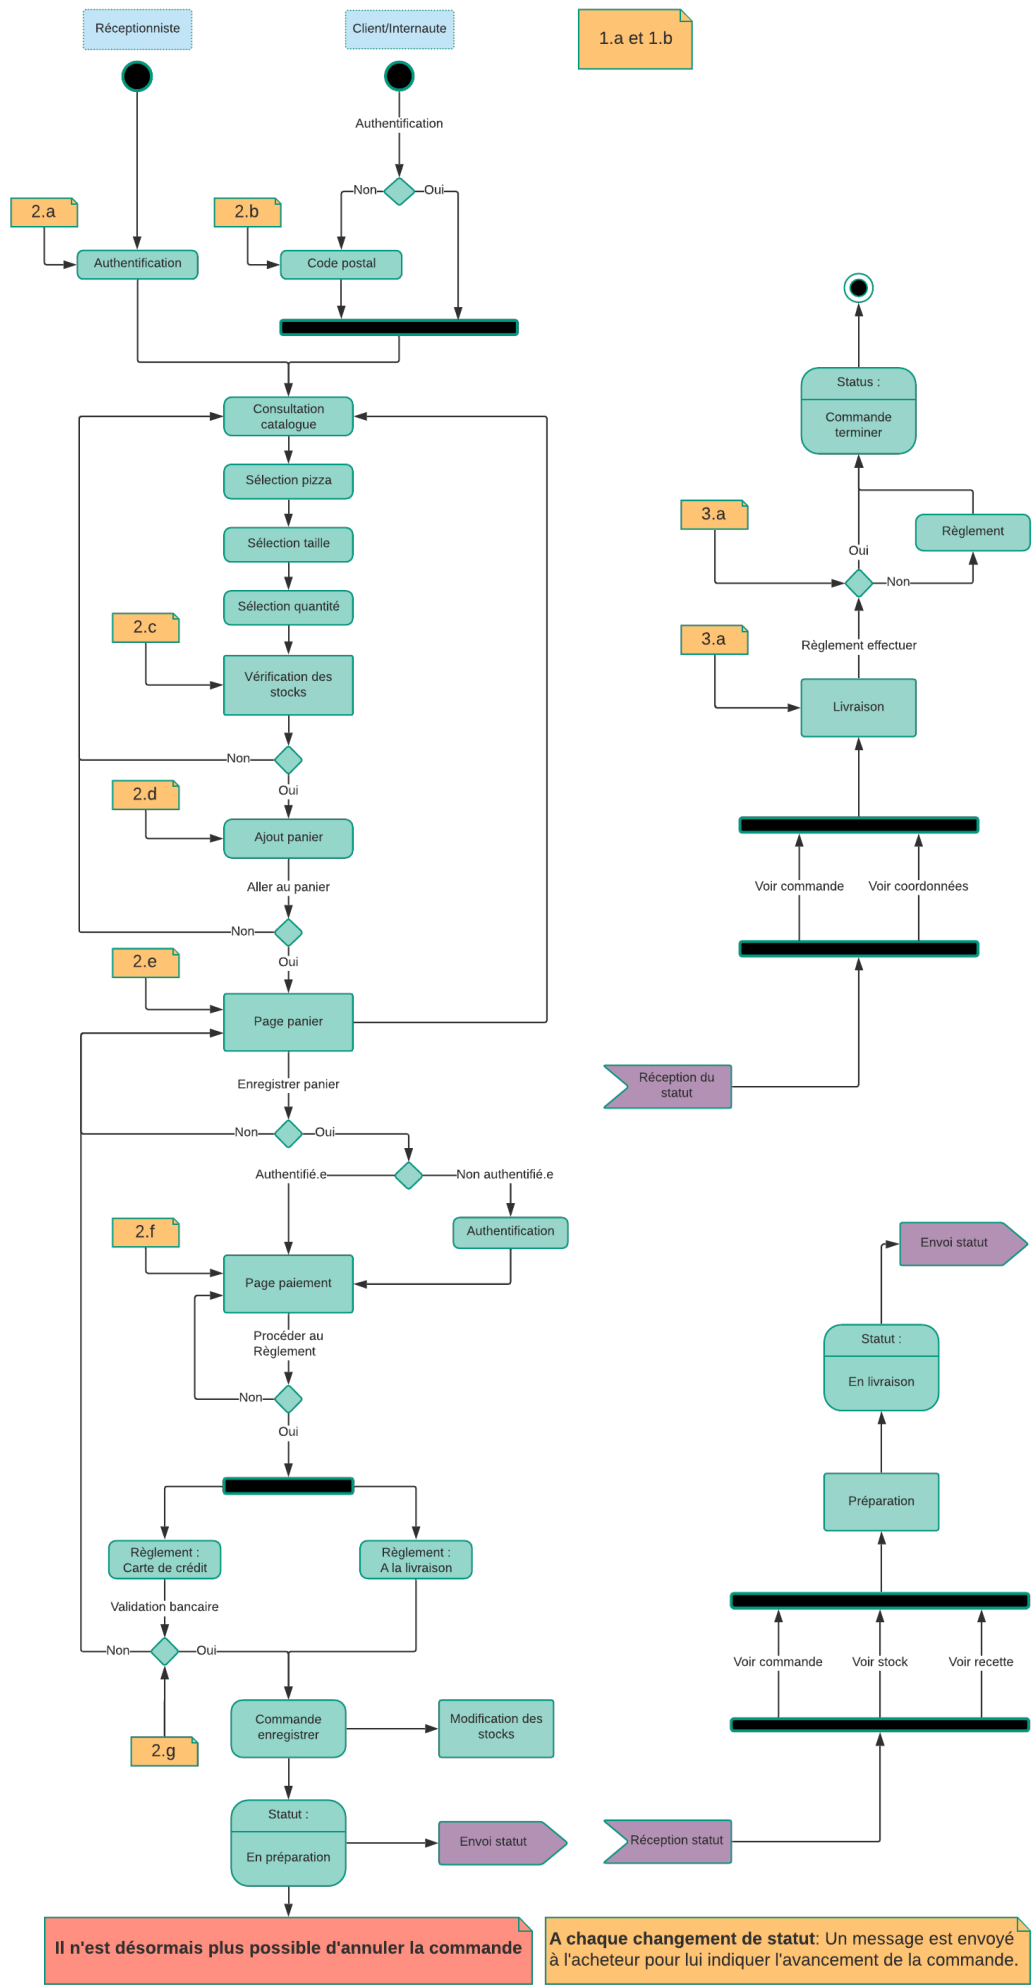 Réceptionniste
Client/Internaute
1.a et 1.b
Authentification
Non
Oui
2.a
2.b
Authentification
Code postal
Consultation
catalogue
Sélection pizza
Sélection taille
Sélection quantité
2.c
Vérification des
stocks
Non
Oui
2.d
Ajout panier
Aller au panier
Non
Oui
2.e
Page panier
Enregistrer panier
Non
Oui
Authentifié.e
Non authentifié.e
Authentification
2.f
Page paiement
Procéder au
Règlement
Non
Oui
Règlement :
Carte de crédit
Règlement :
A la livraison
Validation bancaire
Non
Oui
2.g
Commande
enregistrer
Modification des
stocks
Statut :
En préparation
Envoi statut
Il n'est désormais plus possible d'annuler la commande
Status :
Commande
terminer
3.a
Règlement
Oui
Non
3.a
Règlement effectuer
Livraison
Voir commande
Voir coordonnées
Réception du
statut
Envoi statut
Statut :
En livraison
Préparation
Voir commande
Voir stock
Voir recette
Réception statut
A chaque changement de statut: Un message est envoyé
à l'acheteur pour lui indiquer l'avancement de la commande.